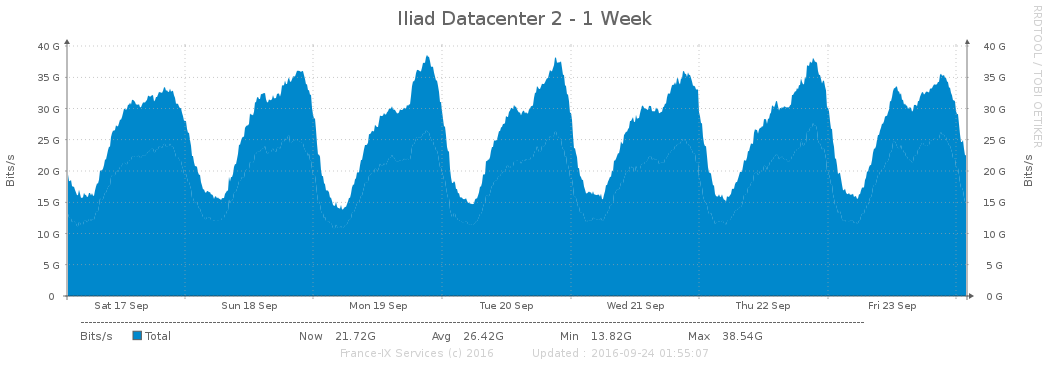 Iliad Datacenter 2 - 1 Week
RRDTOOL / TOBI OETIKER
40 G 40 G
35 G 35 G
30 G 30 G
25 G 25 G
20 G 20 G
15 G 15 G
10 G 10 G
5 G 5 G
0 0 G
Bits/s
Bits/s
Sat 17 Sep Sun 18 Sep Mon 19 Sep Tue 20 Sep Wed 21 Sep Thu 22 Sep Fri 23 Sep
Bits/s Total Now 21.72G Avg 26.42G Min 13.82G Max 38.54G
France-IX Services (c) 2016 Updated : 2016-09-24 01:55:07